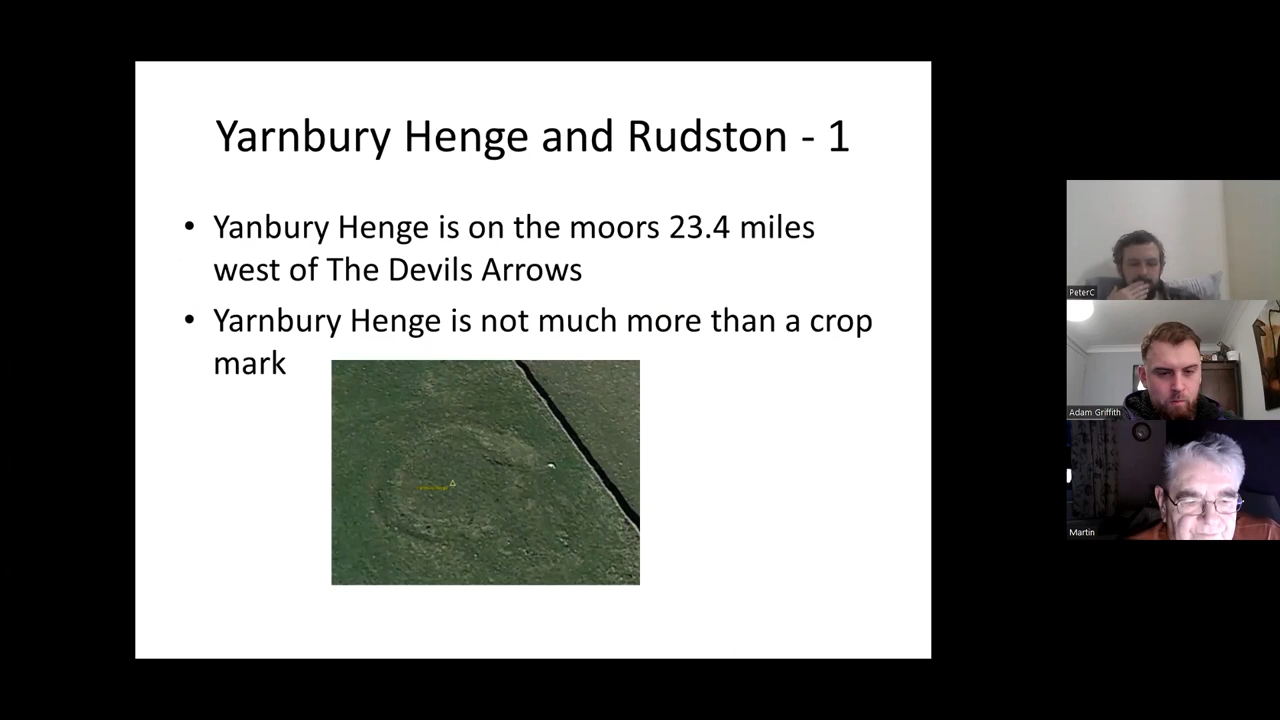 Yarnbury Henge and Rudston - 1
• Yanbury Henge is on the moors 23.4 miles
west of The Devils Arrows
• Yarnbury Henge is not much more than a crop
mark
PeterC
Adam Griffith
Martin